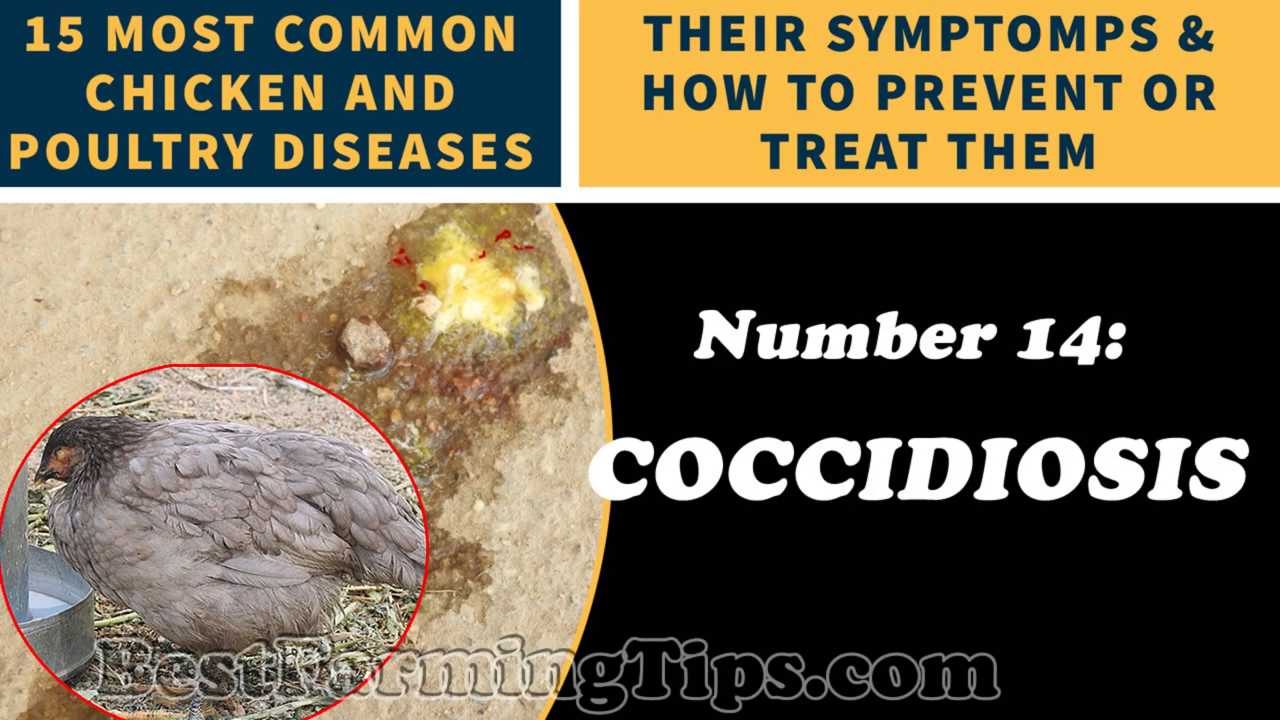 15 MOST COMMON
CHICKEN AND
POULTRY DISEASES
THEIR SYMPTOMPS &
HOW TO PREVENT OR
TREAT THEM
Number 14:
COCCIDIOSIS
BestFarmingTips.com